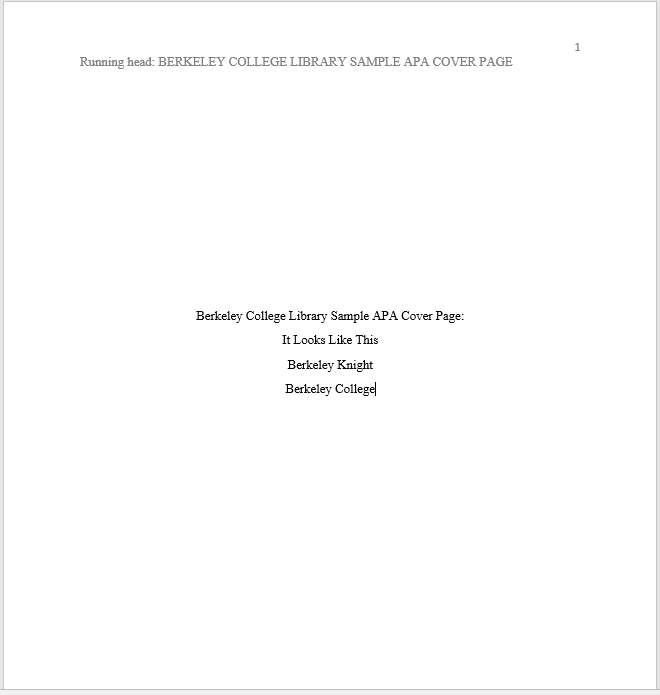 1
Running head: BERKELEY COLLEGE LIBRARY SAMPLE APA COVER PAGE
Berkeley College Library Sample APA Cover Page:
It Looks Like This
Berkeley Knight
Berkeley College